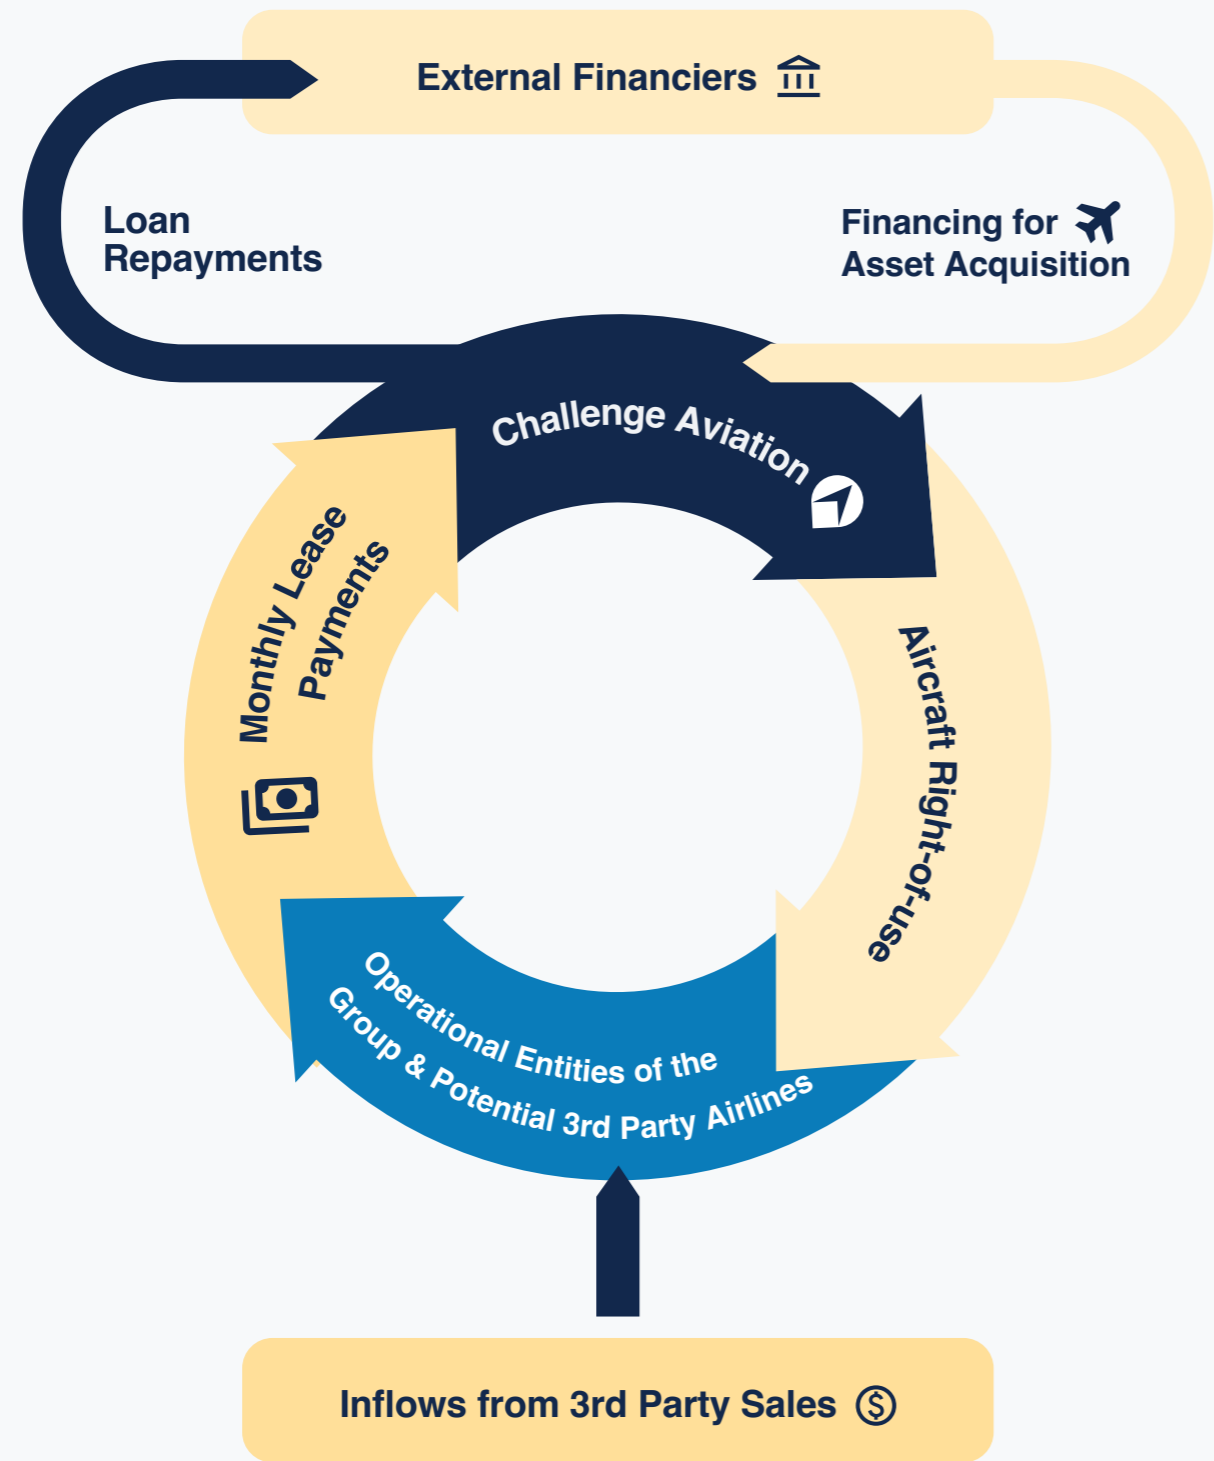 External Financiers
Loan
Repayments
Financing for
Asset Acquisition
Challenge Aviation
Aircraft Right-of-use
Operational Entities of the
Group & Potential 3rd Party Airlines
Monthly Lease
Payments
Inflows from 3rd Party Sales